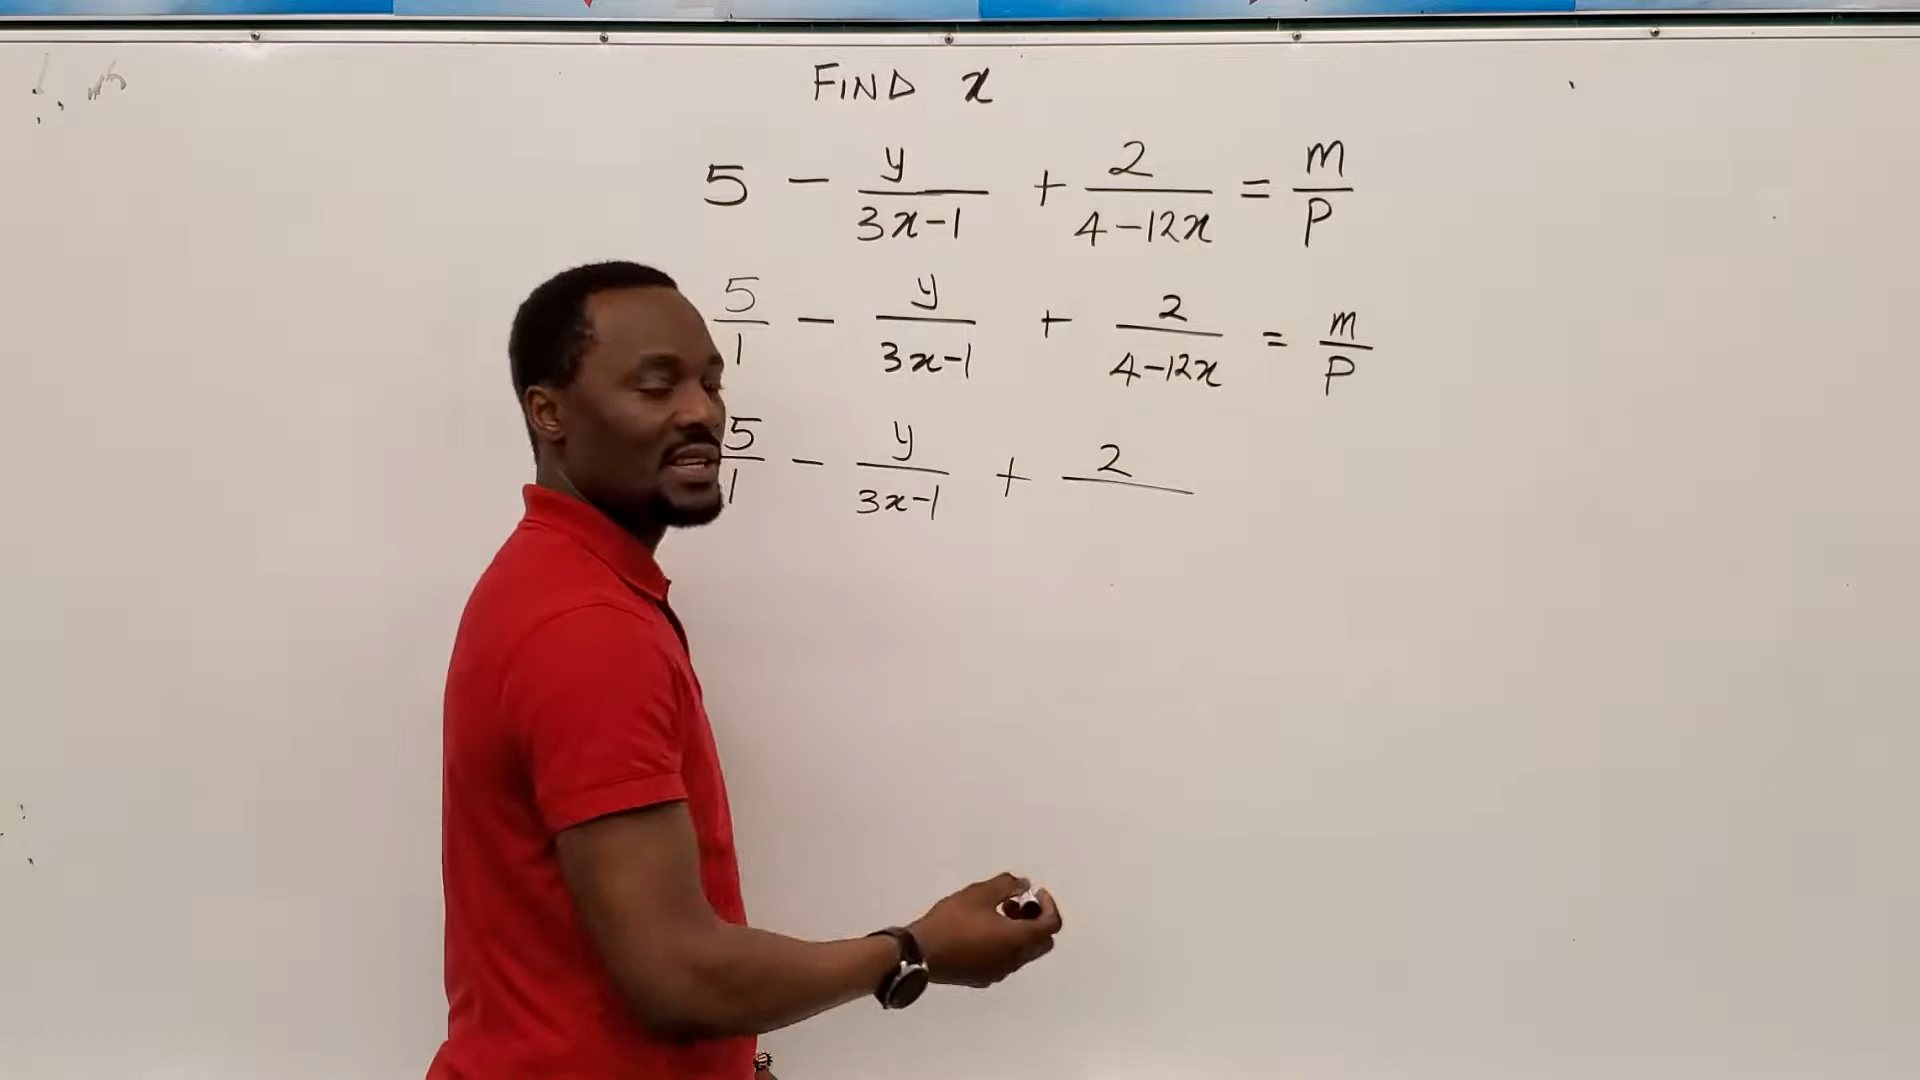 FIND x
5 - y/(3x-1) + 2/(4-12x) = m/p
5/1 - y/(3x-1) + 2/(4-12x) = m/p
5/1 - y/(3x-1) + 2/